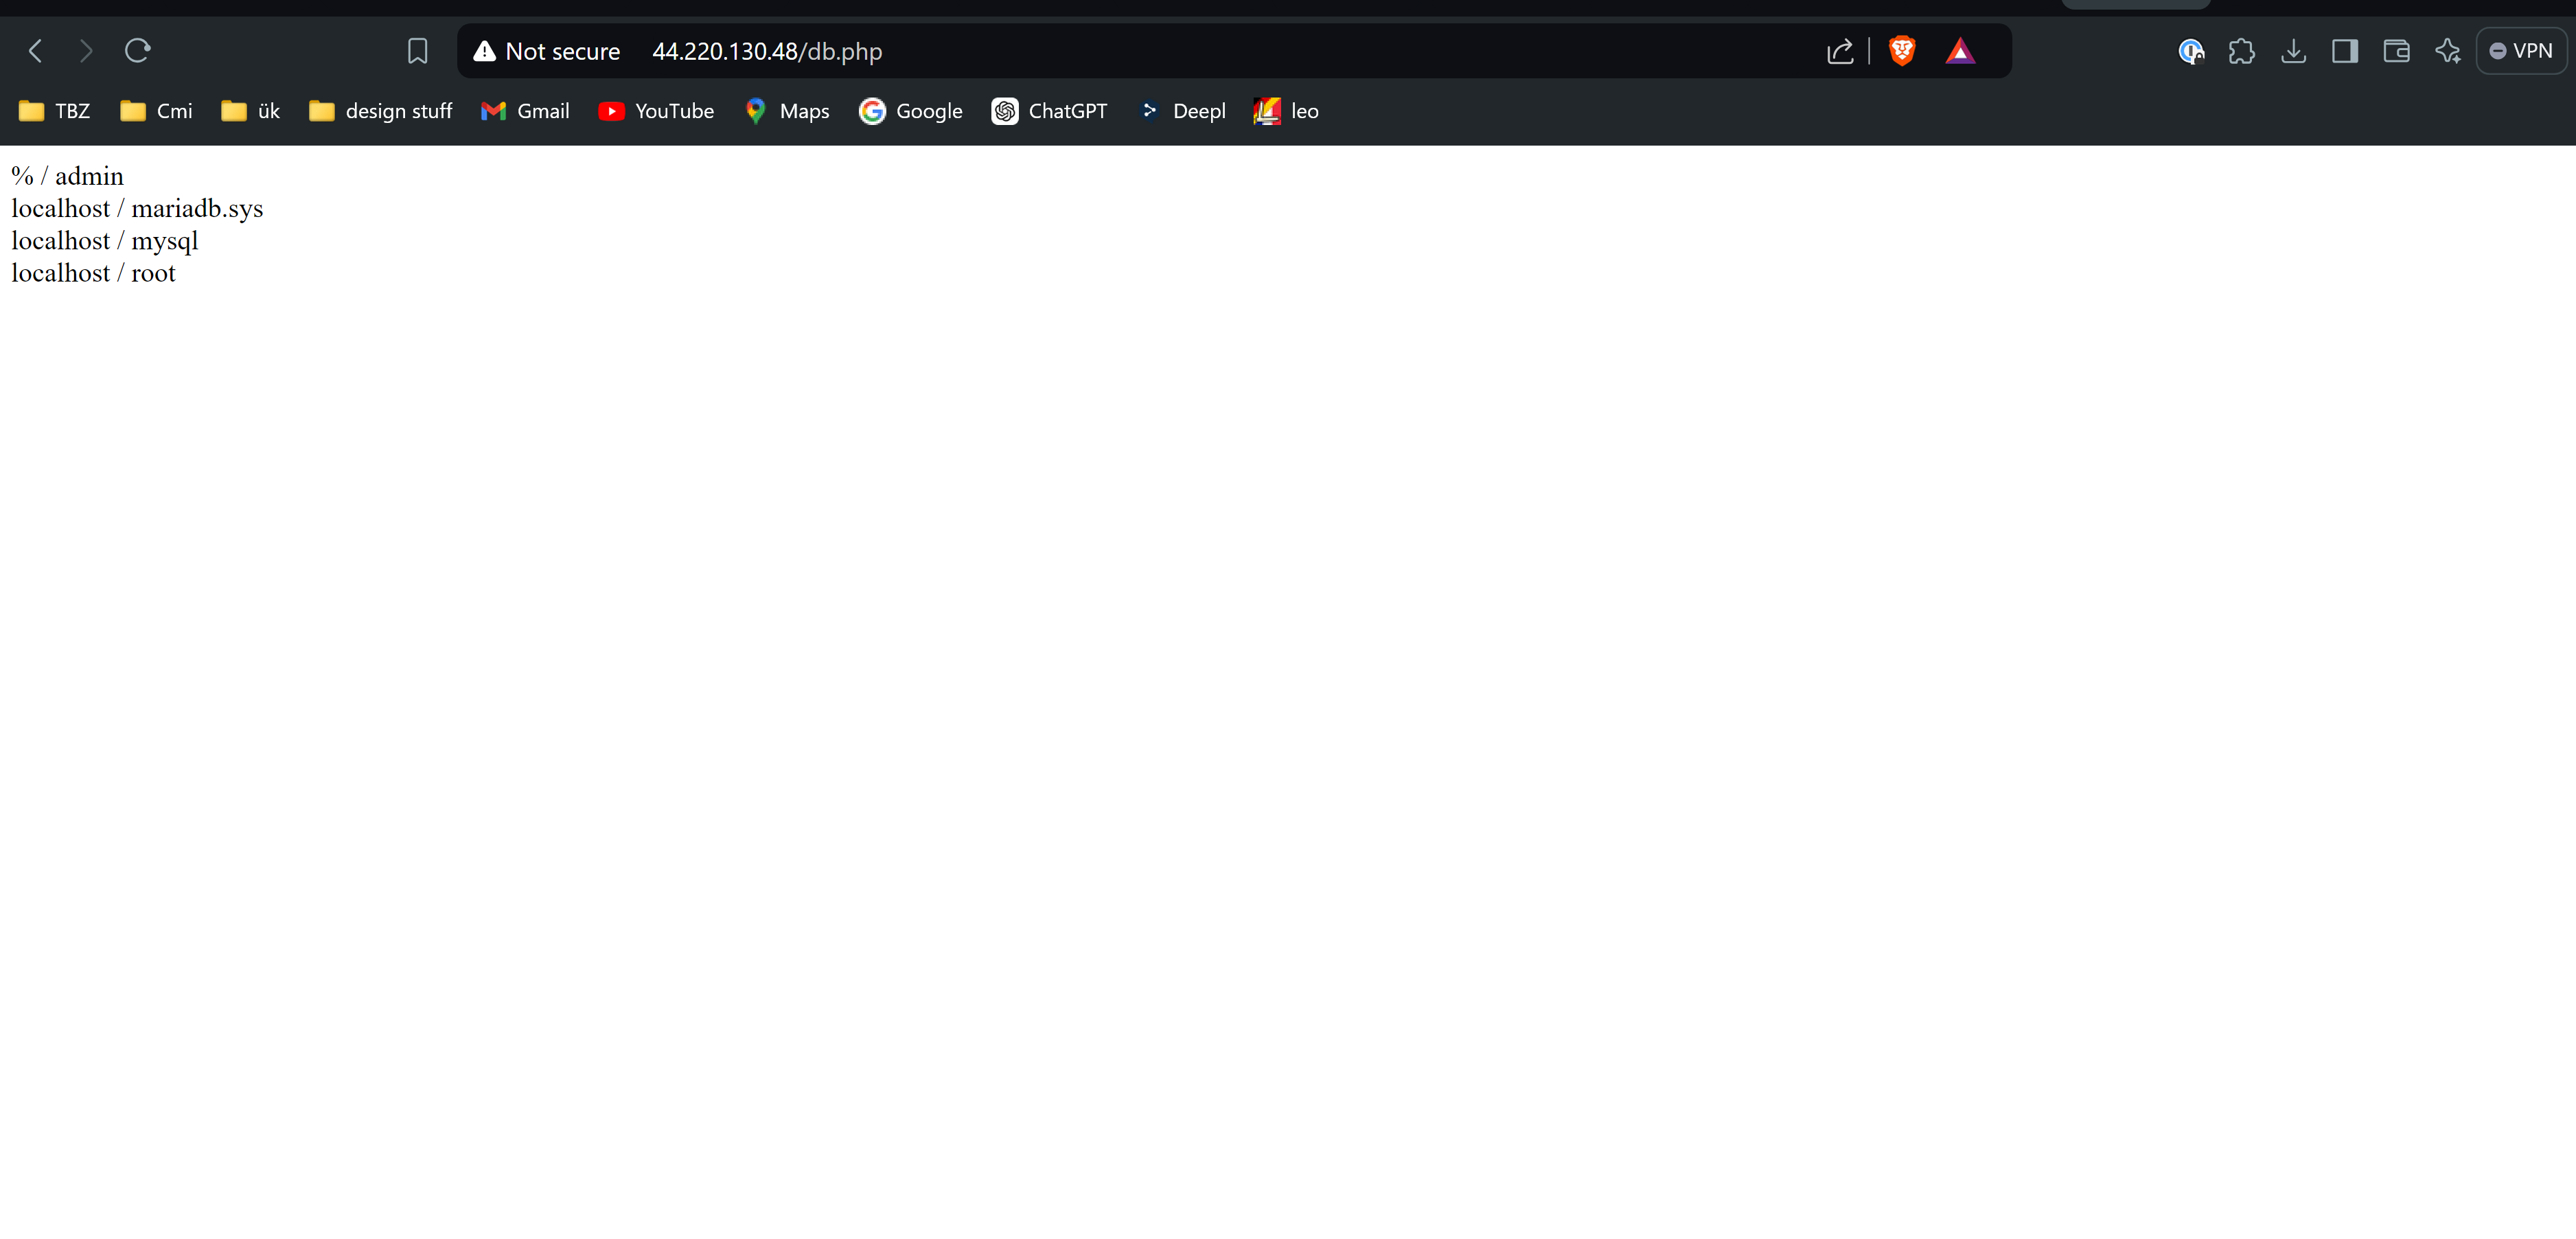 Not secure 44.220.130.48/db.php VPN
TBZ Cmi ük design stuff Gmail YouTube Maps Google ChatGPT Deepl leo
% / admin
localhost / mariadb.sys
localhost / mysql
localhost / root